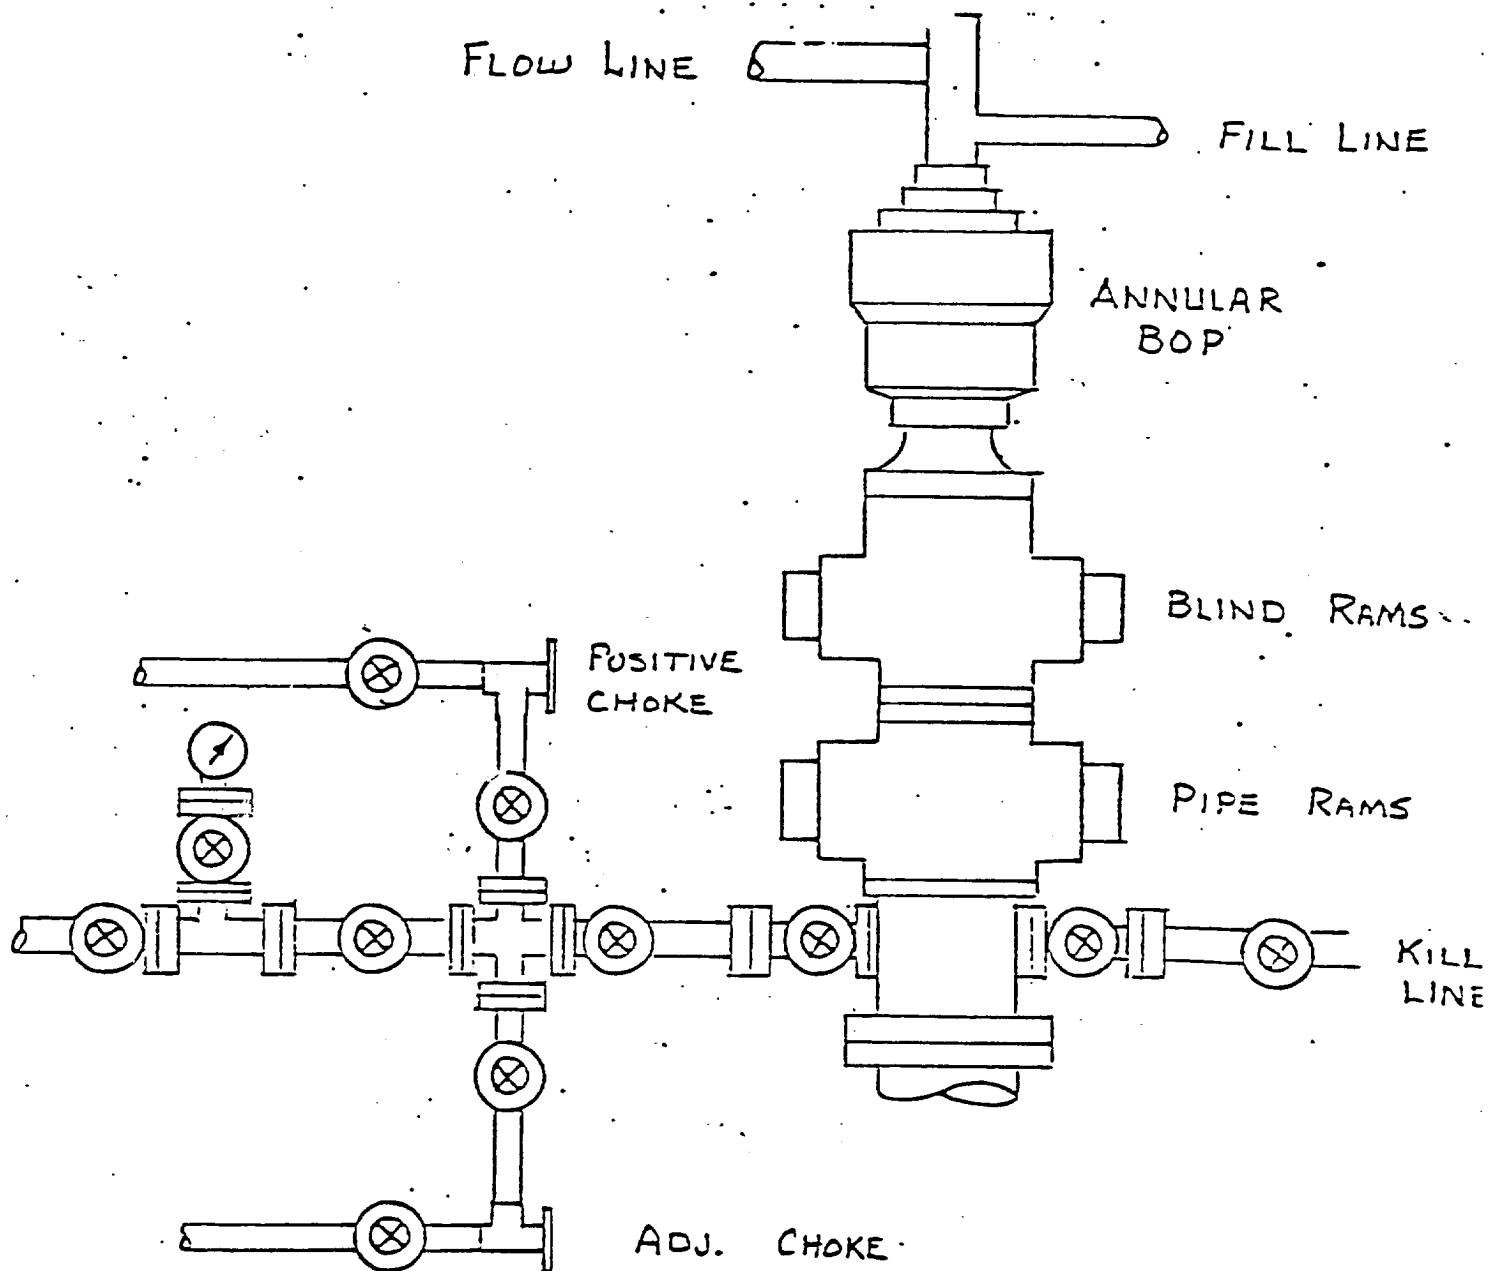 FLOW LINE
FILL LINE
ANNULAR
BOP
BLIND RAMS
POSITIVE
CHOKE
PIPE RAMS
KILL
LINE
ADJ. CHOKE